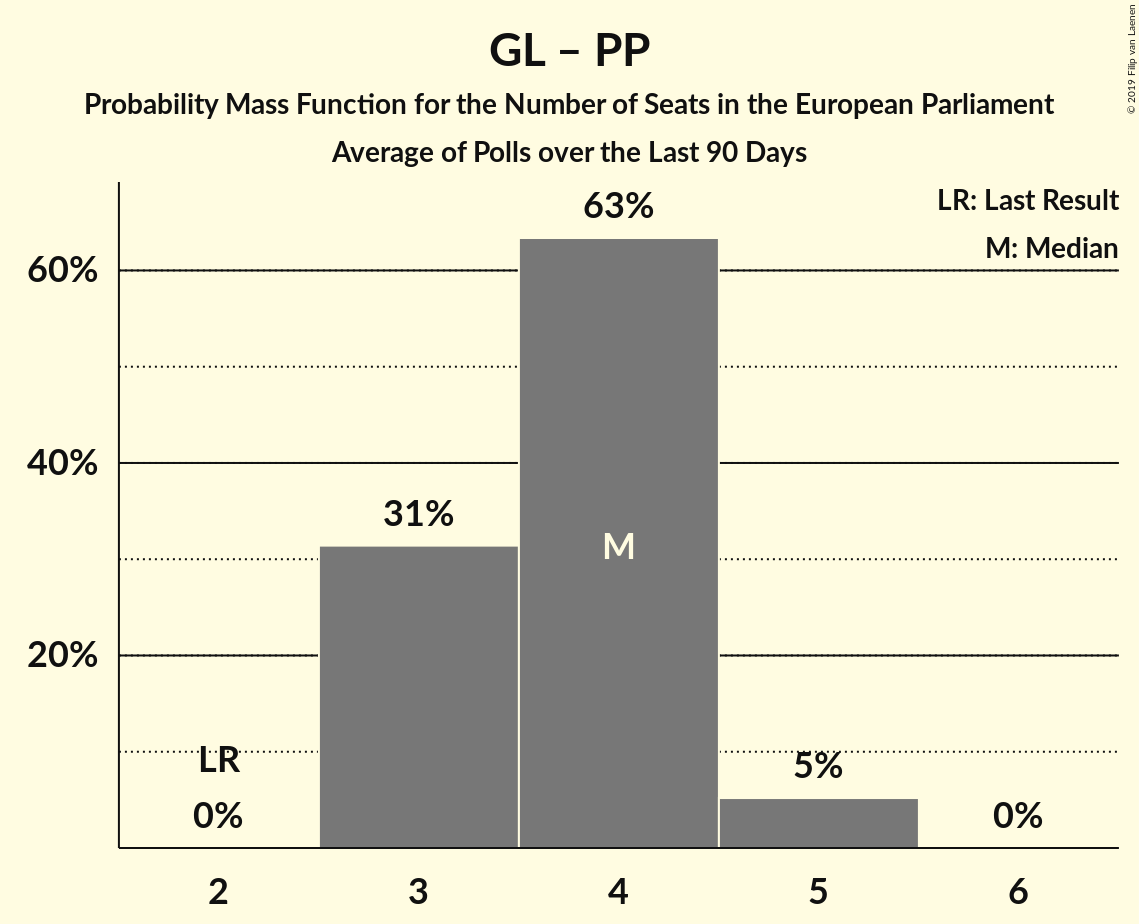 GL – PP
Probability Mass Function for the Number of Seats in the European Parliament
Average of Polls over the Last 90 Days
© 2019 Filip van Laenen
LR: Last Result
M: Median
63%
60%
40%
31%
M
20%
LR
5%
0%
0%
2 3 4 5 6